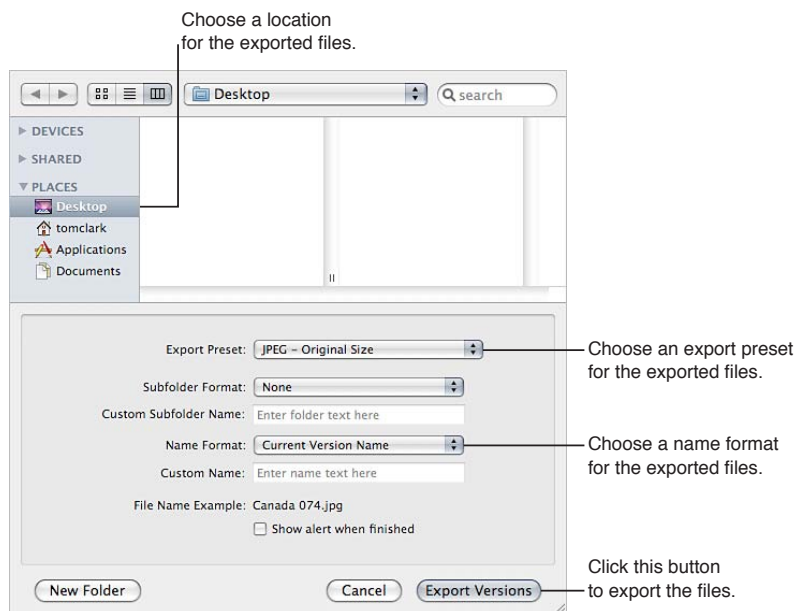 Choose a location
for the exported files.
Desktop
search
DEVICES
SHARED
PLACES
Desktop
tomclark
Applications
Documents
Export Preset: JPEG – Original Size
Choose an export preset
for the exported files.
Subfolder Format: None
Custom Subfolder Name: Enter folder text here
Name Format: Current Version Name
Choose a name format
for the exported files.
Custom Name: Enter name text here
File Name Example: Canada 074.jpg
Show alert when finished
Click this button
to export the files.
New Folder
Cancel
Export Versions